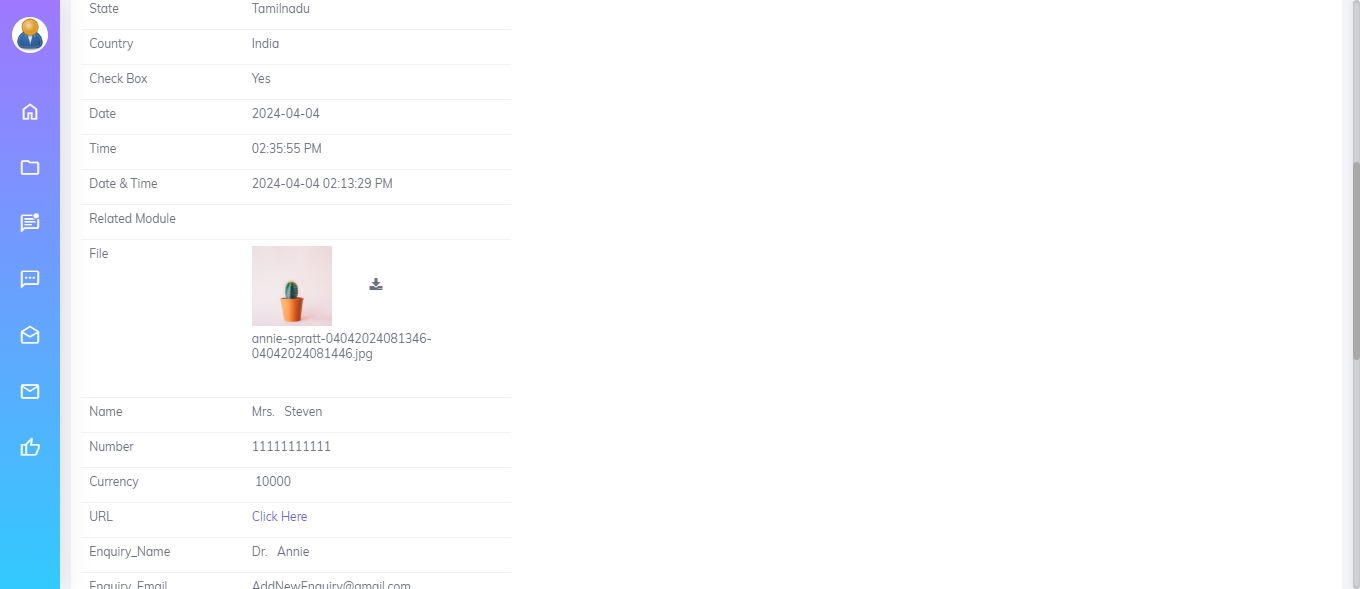 State Tamilnadu
Country India
Check Box Yes
Date 2024-04-04
Time 02:35:55 PM
Date & Time 2024-04-04 02:13:29 PM
Related Module
File
annie-spratt-04042024081346-
04042024081446.jpg
Name Mrs. Steven
Number 11111111111
Currency 10000
URL Click Here
Enquiry_Name Dr. Annie
Enquiry_Email AddNewEnquiry@gmail.com